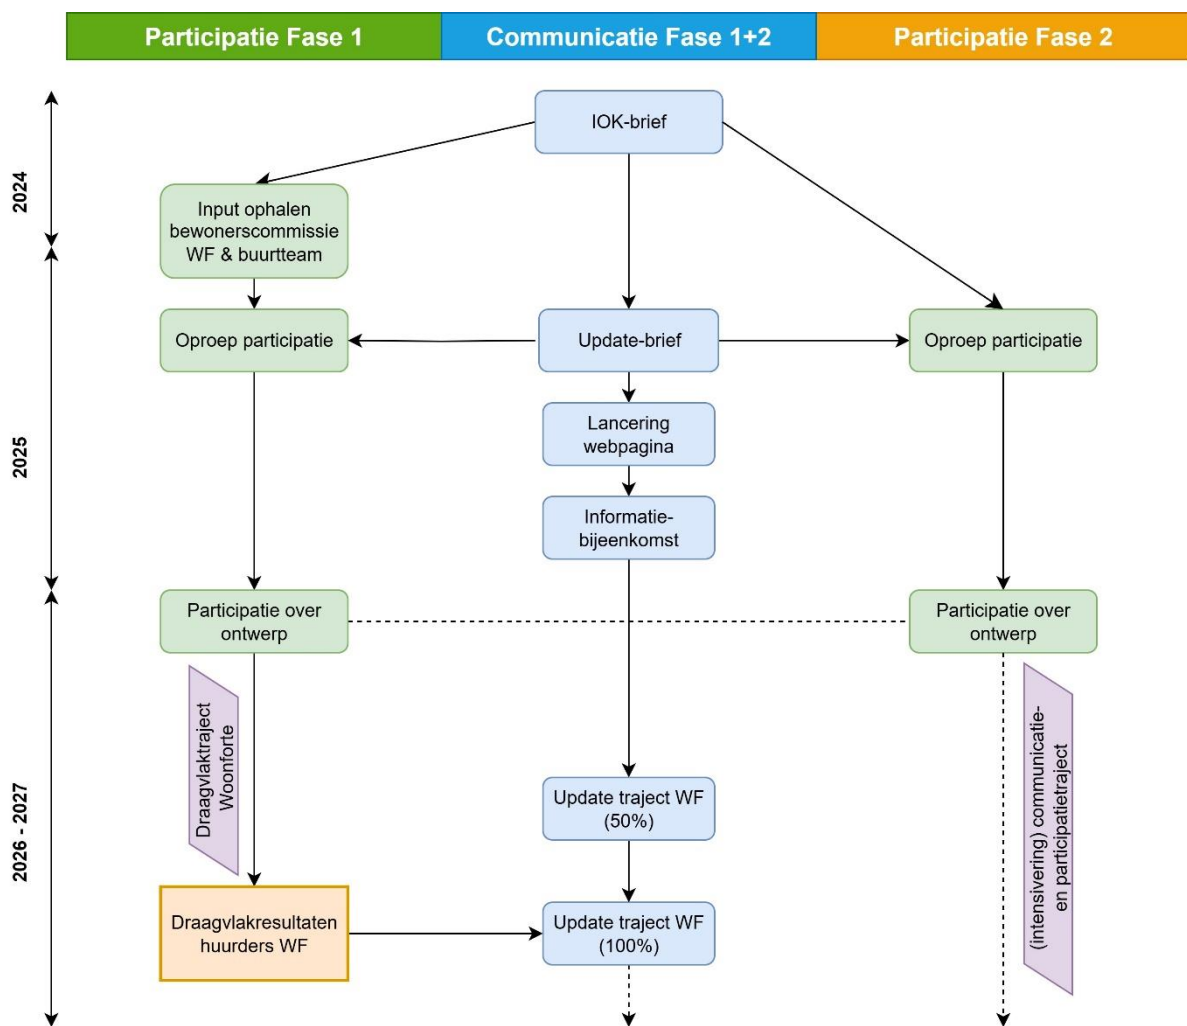 Participatie Fase 1
Communicatie Fase 1+2
Participatie Fase 2
2024
IOK-brief
Input ophalen
bewonerscommissie
WF & buurtteam
2025
Oproep participatie
Update-brief
Oproep participatie
Lancering
webpagina
Informatie-
bijeenkomst
2026 - 2027
Participatie over
ontwerp
Participatie over
ontwerp
Draagvlaktraject
Woonforte
(intensivering) communicatie-
en participatietraject
Update traject WF
(50%)
Draagvlakresultaten
huurders WF
Update traject WF
(100%)